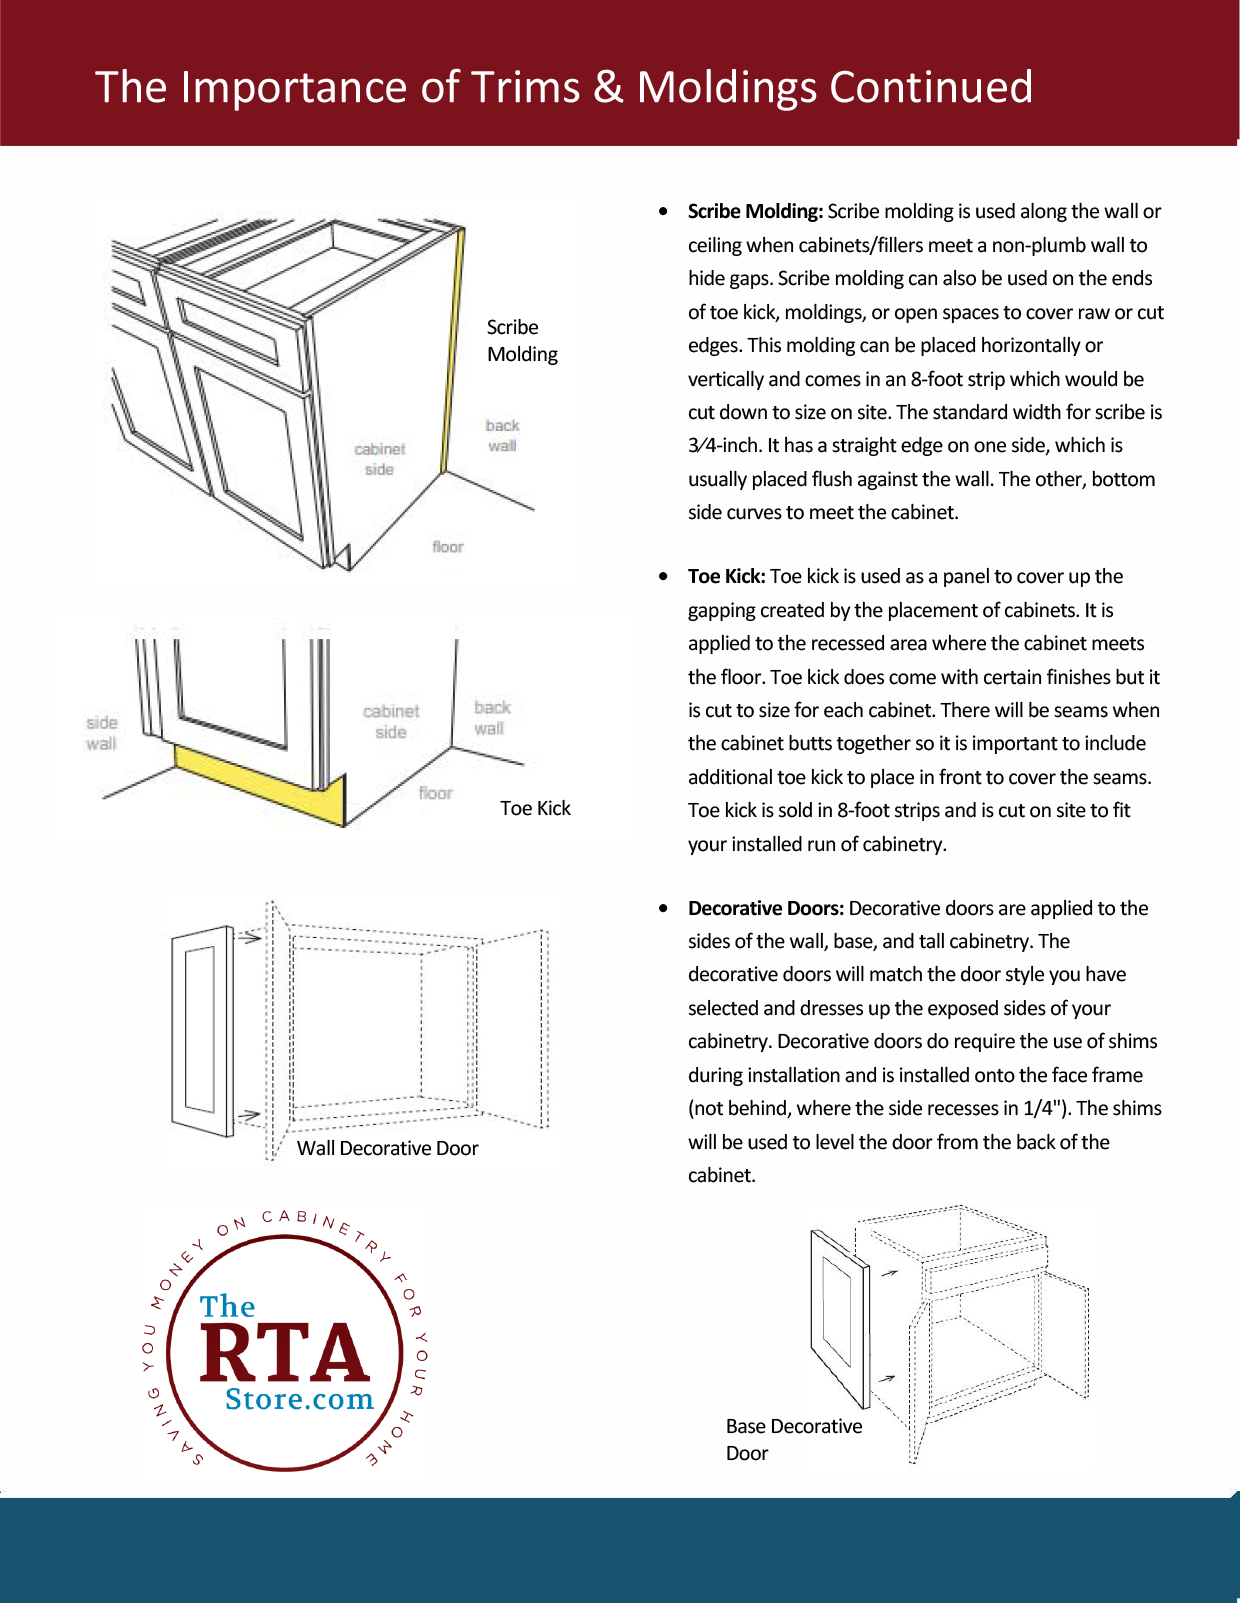 The Importance of Trims & Moldings Continued
Scribe
Molding
back
wall
cabinet
side
floor
side
wall
cabinet
side
back
wall
floor
Toe Kick
Wall Decorative Door
• Scribe Molding: Scribe molding is used along the wall or
ceiling when cabinets/fillers meet a non-plumb wall to
hide gaps. Scribe molding can also be used on the ends
of toe kick, moldings, or open spaces to cover raw or cut
edges. This molding can be placed horizontally or
vertically and comes in an 8-foot strip which would be
cut down to size on site. The standard width for scribe is
3⁄4-inch. It has a straight edge on one side, which is
usually placed flush against the wall. The other, bottom
side curves to meet the cabinet.
• Toe Kick: Toe kick is used as a panel to cover up the
gapping created by the placement of cabinets. It is
applied to the recessed area where the cabinet meets
the floor. Toe kick does come with certain finishes but it
is cut to size for each cabinet. There will be seams when
the cabinet butts together so it is important to include
additional toe kick to place in front to cover the seams.
Toe kick is sold in 8-foot strips and is cut on site to fit
your installed run of cabinetry.
• Decorative Doors: Decorative doors are applied to the
sides of the wall, base, and tall cabinetry. The
decorative doors will match the door style you have
selected and dresses up the exposed sides of your
cabinetry. Decorative doors do require the use of shims
during installation and is installed onto the face frame
(not behind, where the side recesses in 1/4"). The shims
will be used to level the door from the back of the
cabinet.
SAVING YOU MONEY ON CABINETRY FOR YOUR HOME
The
RTA
Store.com
Base Decorative
Door